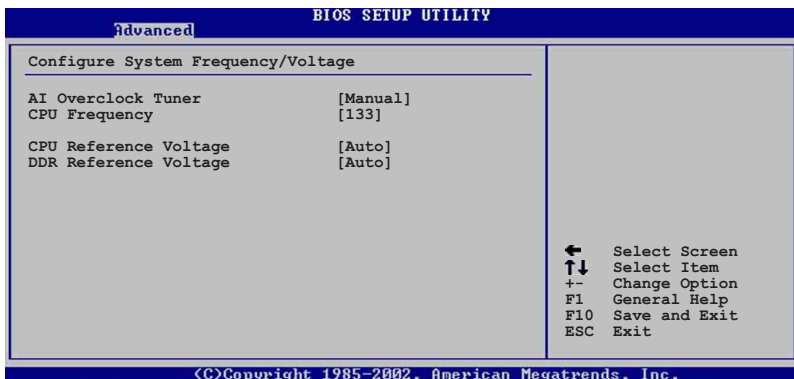 BIOS SETUP UTILITY
Advanced
Configure System Frequency/Voltage
AI Overclock Tuner [Manual]
CPU Frequency [133]
CPU Reference Voltage [Auto]
DDR Reference Voltage [Auto]
← Select Screen
↑↓ Select Item
+- Change Option
F1 General Help
F10 Save and Exit
ESC Exit
(C)Copyright 1985-2002, American Megatrends, Inc.